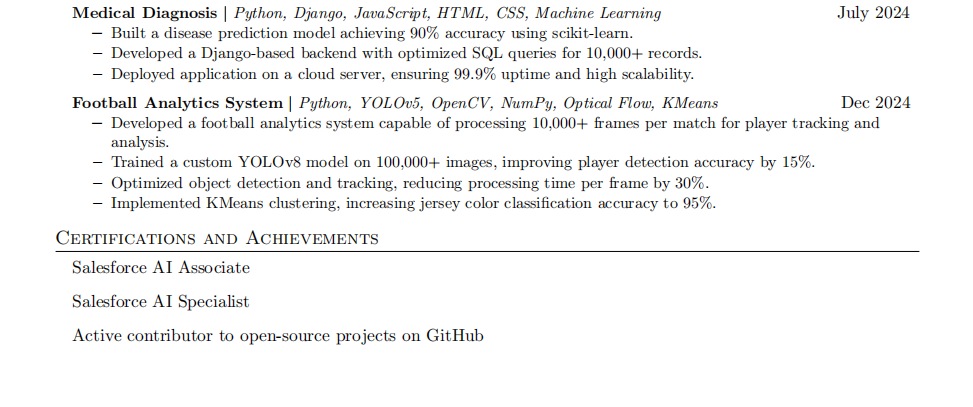 Medical Diagnosis | Python, Django, JavaScript, HTML, CSS, Machine Learning July 2024
– Built a disease prediction model achieving 90% accuracy using scikit-learn.
– Developed a Django-based backend with optimized SQL queries for 10,000+ records.
– Deployed application on a cloud server, ensuring 99.9% uptime and high scalability.
Football Analytics System | Python, YOLOv5, OpenCV, NumPy, Optical Flow, KMeans Dec 2024
– Developed a football analytics system capable of processing 10,000+ frames per match for player tracking and
analysis.
– Trained a custom YOLOv8 model on 100,000+ images, improving player detection accuracy by 15%.
– Optimized object detection and tracking, reducing processing time per frame by 30%.
– Implemented KMeans clustering, increasing jersey color classification accuracy to 95%.
Certifications and Achievements
Salesforce AI Associate
Salesforce AI Specialist
Active contributor to open-source projects on GitHub